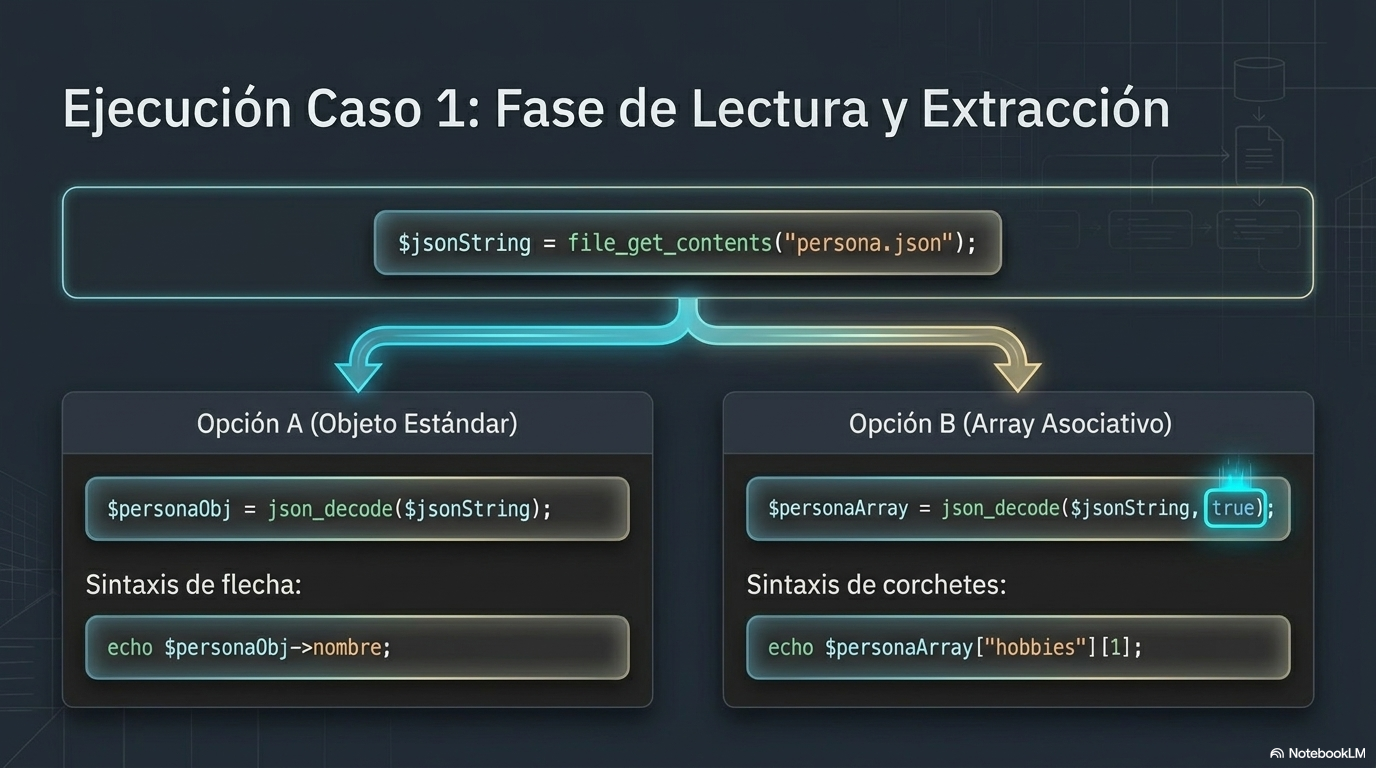 Ejecución Caso 1: Fase de Lectura y Extracción
$jsonString = file_get_contents("persona.json");
Opción A (Objeto Estándar)
$personaObj = json_decode($jsonString);
Sintaxis de flecha:
echo $personaObj->nombre;
Opción B (Array Asociativo)
$personaArray = json_decode($jsonString, true);
Sintaxis de corchetes:
echo $personaArray["hobbies"][1];
NotebookLM